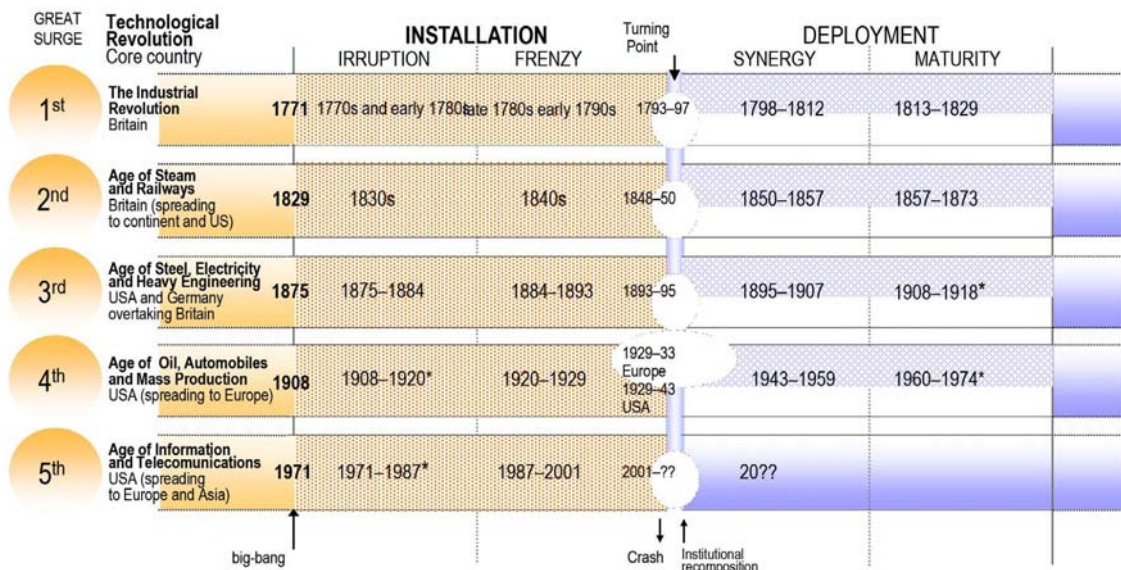 GREAT
SURGE
Technological
Revolution
Core country
INSTALLATION
Turning
Point
DEPLOYMENT
IRRUPTION
FRENZY
SYNERGY
MATURITY
1st
The Industrial
Revolution
Britain
1771
1770s and early 1780s
late 1780s early 1790s
1793–97
1798–1812
1813–1829
2nd
Age of Steam
and Railways
Britain (spreading
to continent and US)
1829
1830s
1840s
1848–50
1850–1857
1857–1873
3rd
Age of Steel, Electricity
and Heavy Engineering
USA and Germany
overtaking Britain
1875
1875–1884
1884–1893
1893–95
1895–1907
1908–1918*
4th
Age of Oil, Automobiles
and Mass Production
USA (spreading to Europe)
1908
1908–1920*
1920–1929
1929–33
Europe
1929–43
USA
1943–1959
1960–1974*
5th
Age of Information
and Telecommunications
USA (spreading
to Europe and Asia)
1971
1971–1987*
1987–2001
2001–??
20??
big-bang
Crash
Institutional
recomposition